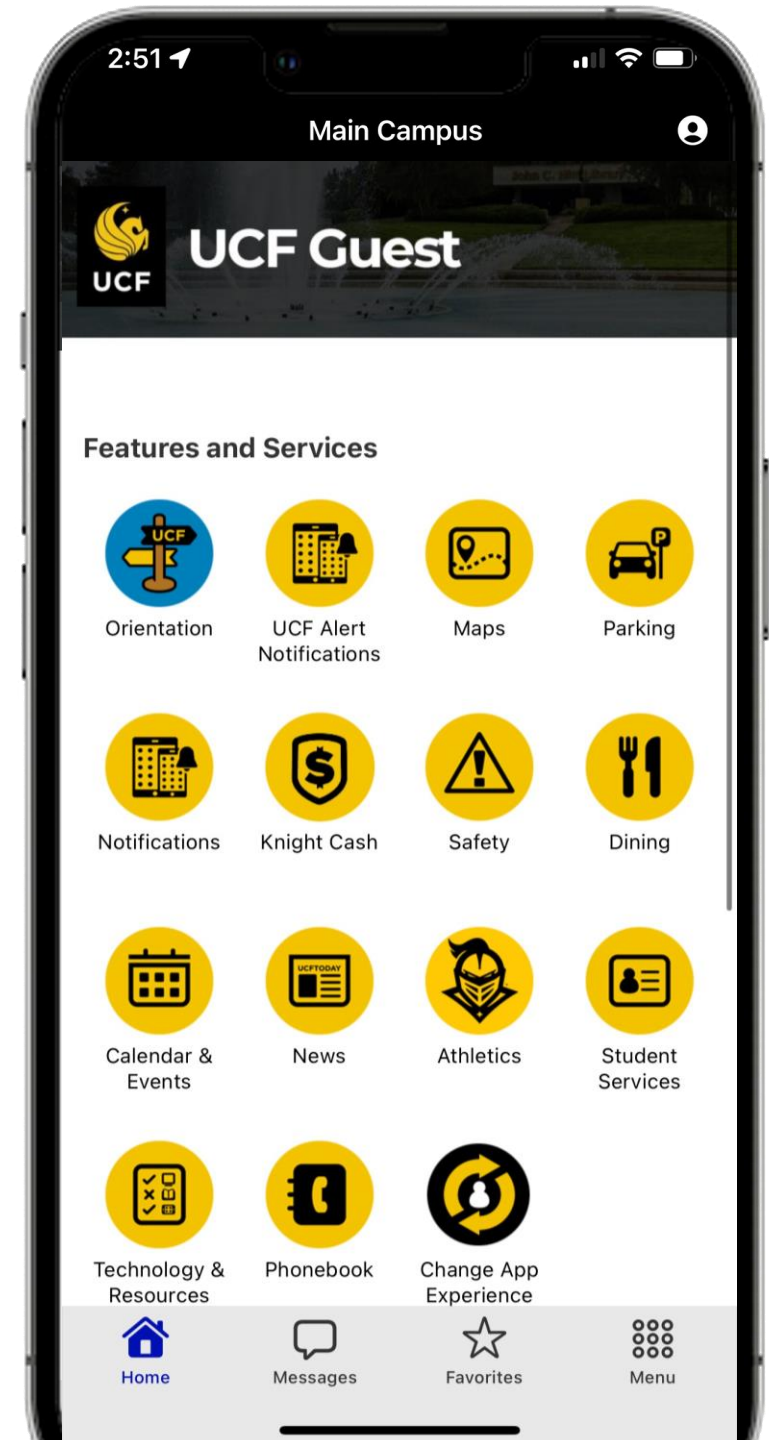 2:51
Main Campus
UCF
UCF Guest
Features and Services
UCF
P
Orientation
UCF Alert
Notifications
Maps
Parking
$
Notifications
Knight Cash
Safety
Dining
UCFTODAY
Calendar &
Events
News
Athletics
Student
Services
Technology &
Resources
Phonebook
Change App
Experience
Home
Messages
Favorites
Menu